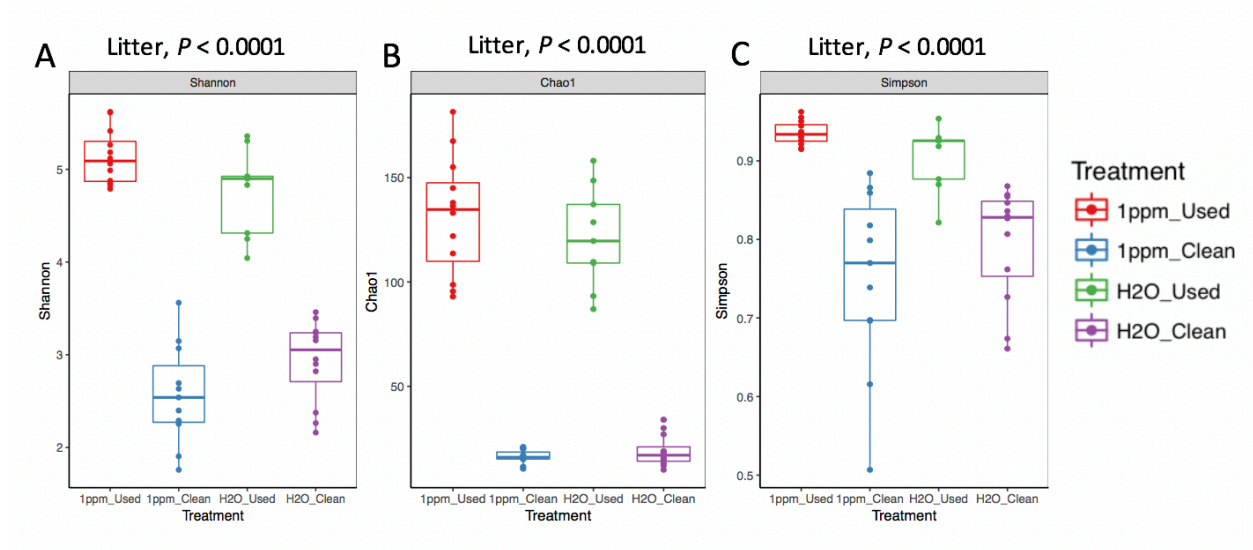 A
Litter, P < 0.0001
Shannon
Shannon
5
4
3
2
1ppm_Used 1ppm_Clean H2O_Used H2O_Clean
Treatment
B
Litter, P < 0.0001
Chao1
Chao1
150
100
50
1ppm_Used 1ppm_Clean H2O_Used H2O_Clean
Treatment
C
Litter, P < 0.0001
Simpson
Simpson
0.9
0.8
0.7
0.6
0.5
1ppm_Used 1ppm_Clean H2O_Used H2O_Clean
Treatment
Treatment
1ppm_Used
1ppm_Clean
H2O_Used
H2O_Clean